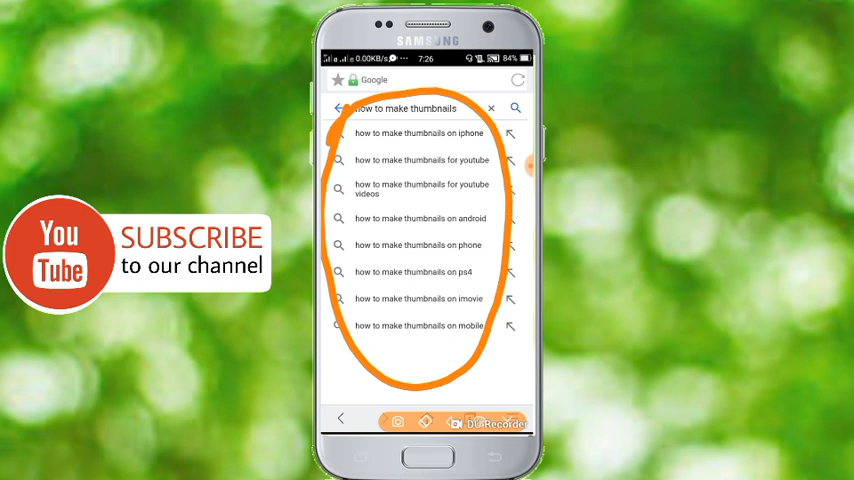 SAMSUNG
0.00KB/s
7:26
84%
Google
how to make thumbnails
how to make thumbnails on iphone
how to make thumbnails for youtube
how to make thumbnails for youtube
videos
how to make thumbnails on android
how to make thumbnails on phone
how to make thumbnails on ps4
how to make thumbnails on imovie
how to make thumbnails on mobile
DU Recorder
You
Tube
SUBSCRIBE
to our channel